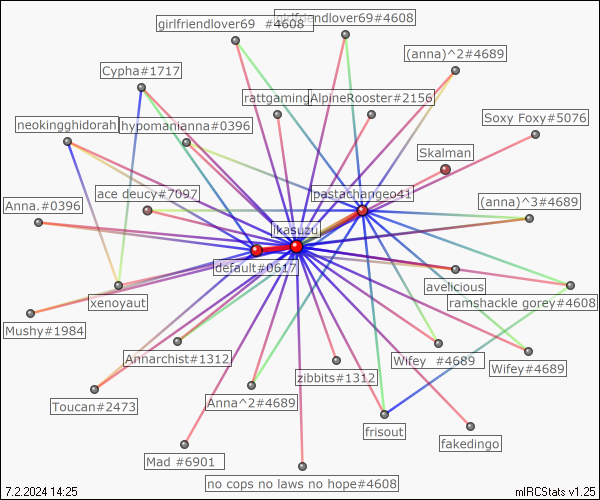 girlfriendlover69 #4608
girlfriendlover69#4608
(anna)^2#4689
Cypha#1717
rattgaming
AlpineRooster#2156
neokingghidorah
hypomanianna#0396
Soxy Foxy#5076
Skalman
ace deucy#7097
pastachangeo41
(anna)^3#4689
Anna.#0396
ikasuzu
default#0617
avelicious
xenoyaut
ramshackle gorey#4608
Mushy#1984
Annarchist#1312
Wifey #4689
Wifey#4689
zibbits#1312
Toucan#2473
Anna^2#4689
frisout
fakedingo
Mad #6901
no cops no laws no hope#4608
7.2.2024 14:25
mIRCStats v1.25